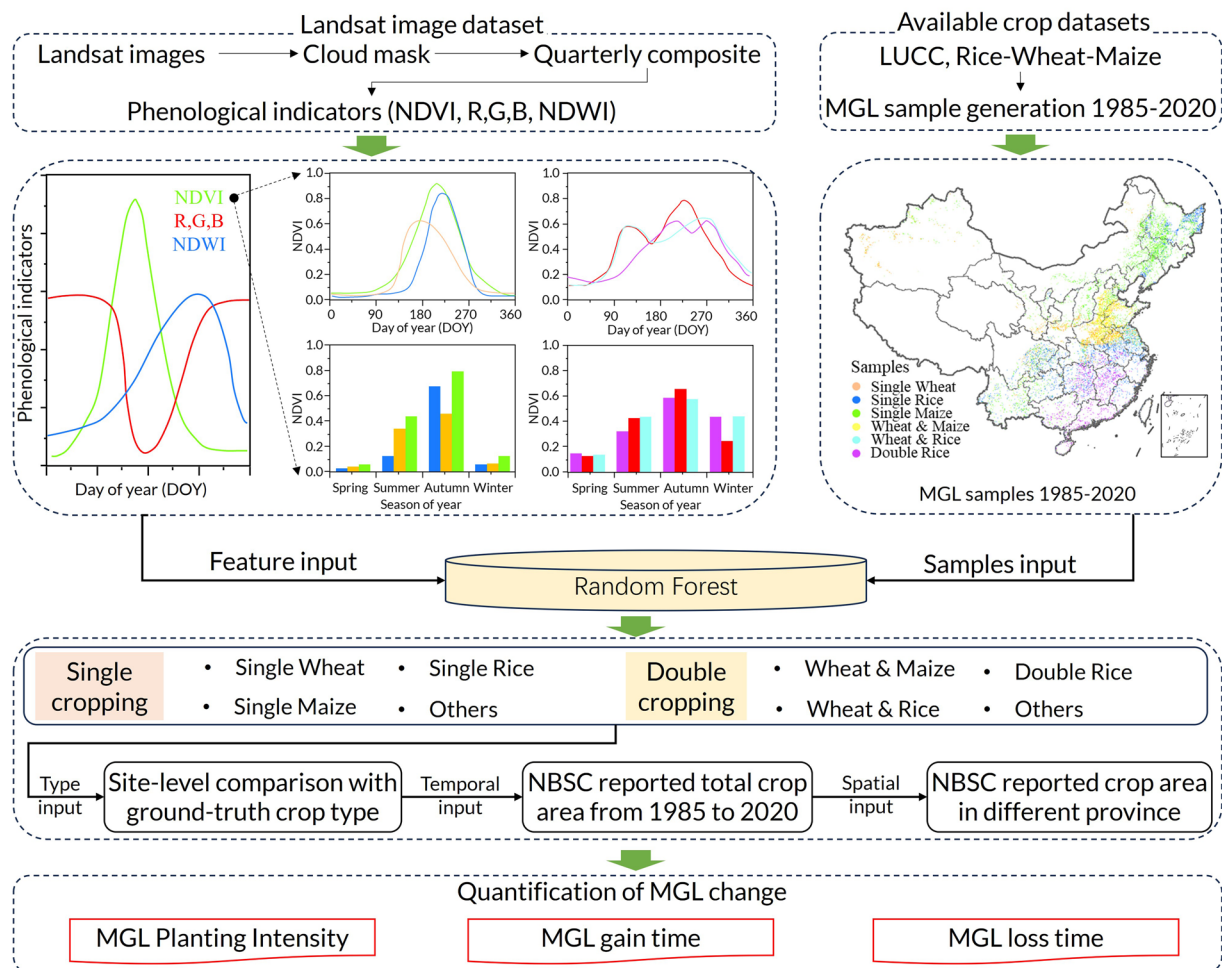 Landsat image dataset
Landsat images
Cloud mask
Quarterly composite
Phenological indicators (NDVI, R,G,B, NDWI)
Available crop datasets
LUCC, Rice-Wheat-Maize
MGL sample generation 1985-2020
Phenological indicators
NDVI
R,G,B
NDWI
Day of year (DOY)
NDVI
1.0
0.8
0.6
0.4
0.2
0.0
0
90
180
270
360
Day of year (DOY)
NDVI
1.0
0.8
0.6
0.4
0.2
0.0
0
90
180
270
360
Day of year (DOY)
NDVI
1.0
0.8
0.6
0.4
0.2
0.0
Spring
Summer
Autumn
Winter
Season of year
NDVI
1.0
0.8
0.6
0.4
0.2
0.0
Spring
Summer
Autumn
Winter
Season of year
Samples
Single Wheat
Single Rice
Single Maize
Wheat & Maize
Wheat & Rice
Double Rice
MGL samples 1985-2020
Feature input
Random Forest
Samples input
Single
cropping
• Single Wheat
• Single Rice
• Single Maize
• Others
Double
cropping
• Wheat & Maize
• Double Rice
• Wheat & Rice
• Others
Type
input
Site-level comparison with
ground-truth crop type
Temporal
input
NBSC reported total crop
area from 1985 to 2020
Spatial
input
NBSC reported crop area
in different province
Quantification of MGL change
MGL Planting Intensity
MGL gain time
MGL loss time